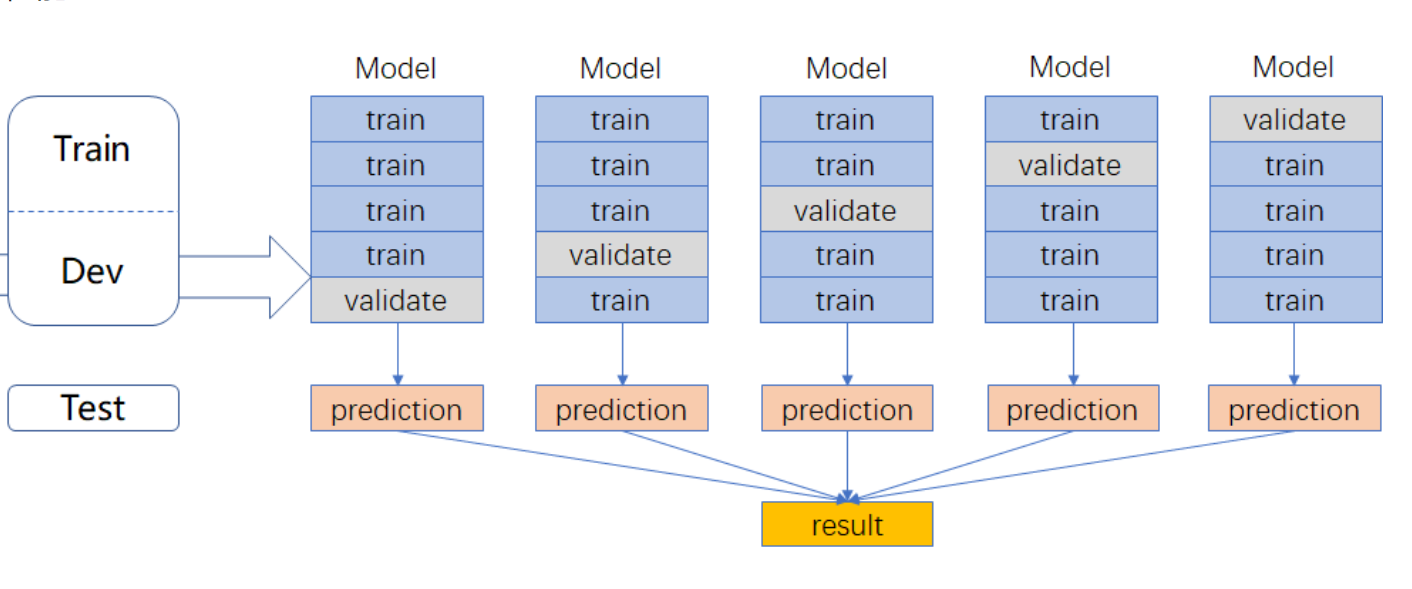 Model Model Model Model Model
Train
Dev
Test
train train train train validate
train train train validate train
train train validate train train
train validate train train train
validate train train train train
prediction prediction prediction prediction prediction
result